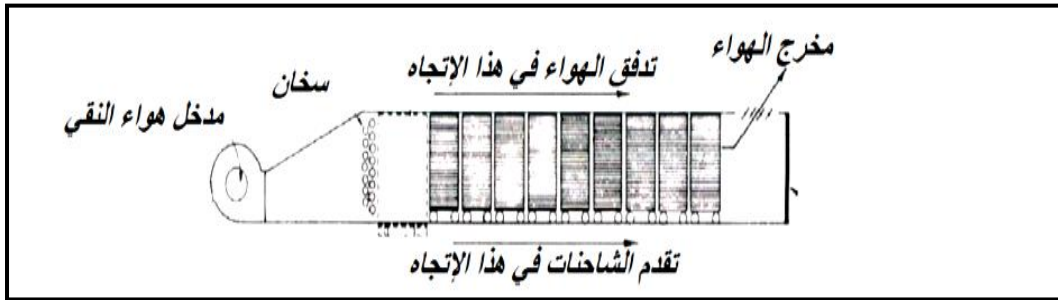 مخرج الهواء
تدفق الهواء في هذا الإتجاه
سخان
مدخل هواء النقي
تقدم الشاحنات في هذا الإتجاه